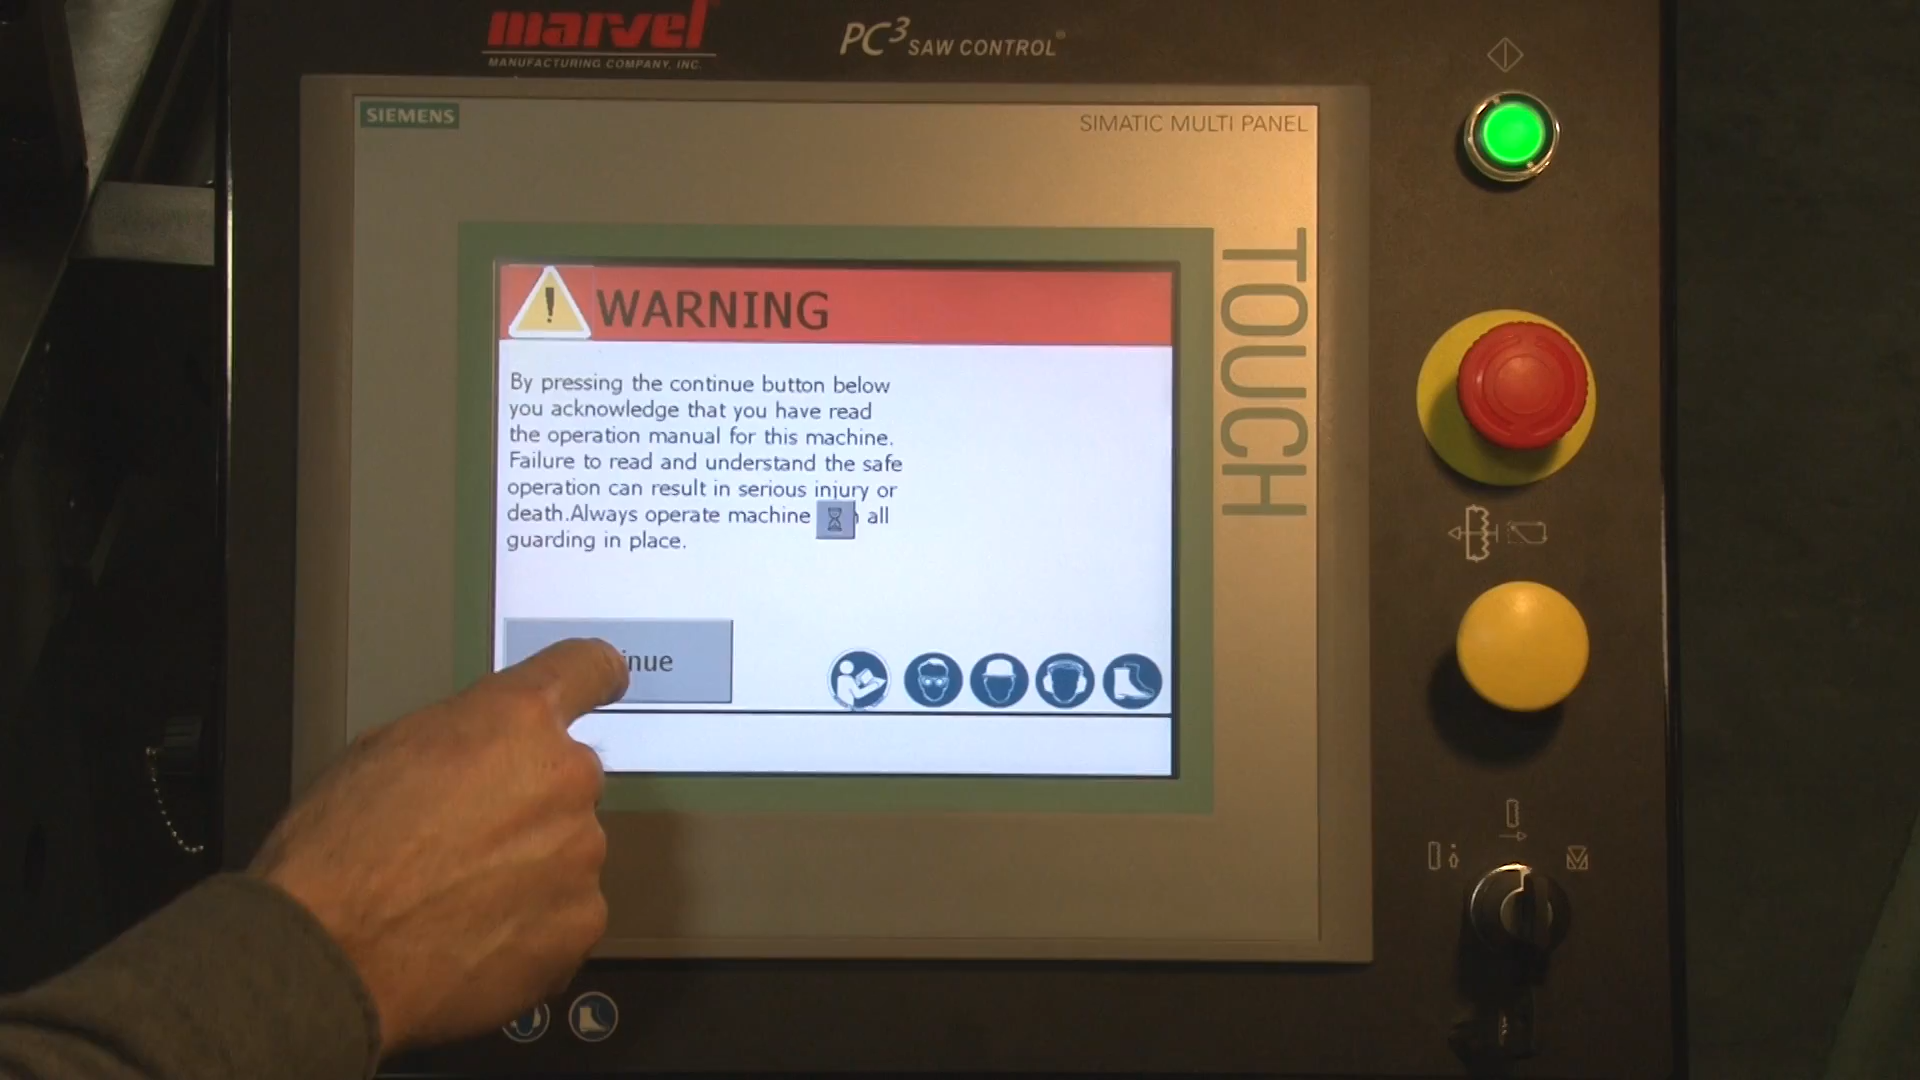 marvel
MANUFACTURING COMPANY, INC.
PC³ SAW CONTROL®
SIEMENS
SIMATIC MULTI PANEL
TOUCH
WARNING
By pressing the continue button below
you acknowledge that you have read
the operation manual for this machine.
Failure to read and understand the safe
operation can result in serious injury or
death.Always operate machine all
guarding in place.
inue